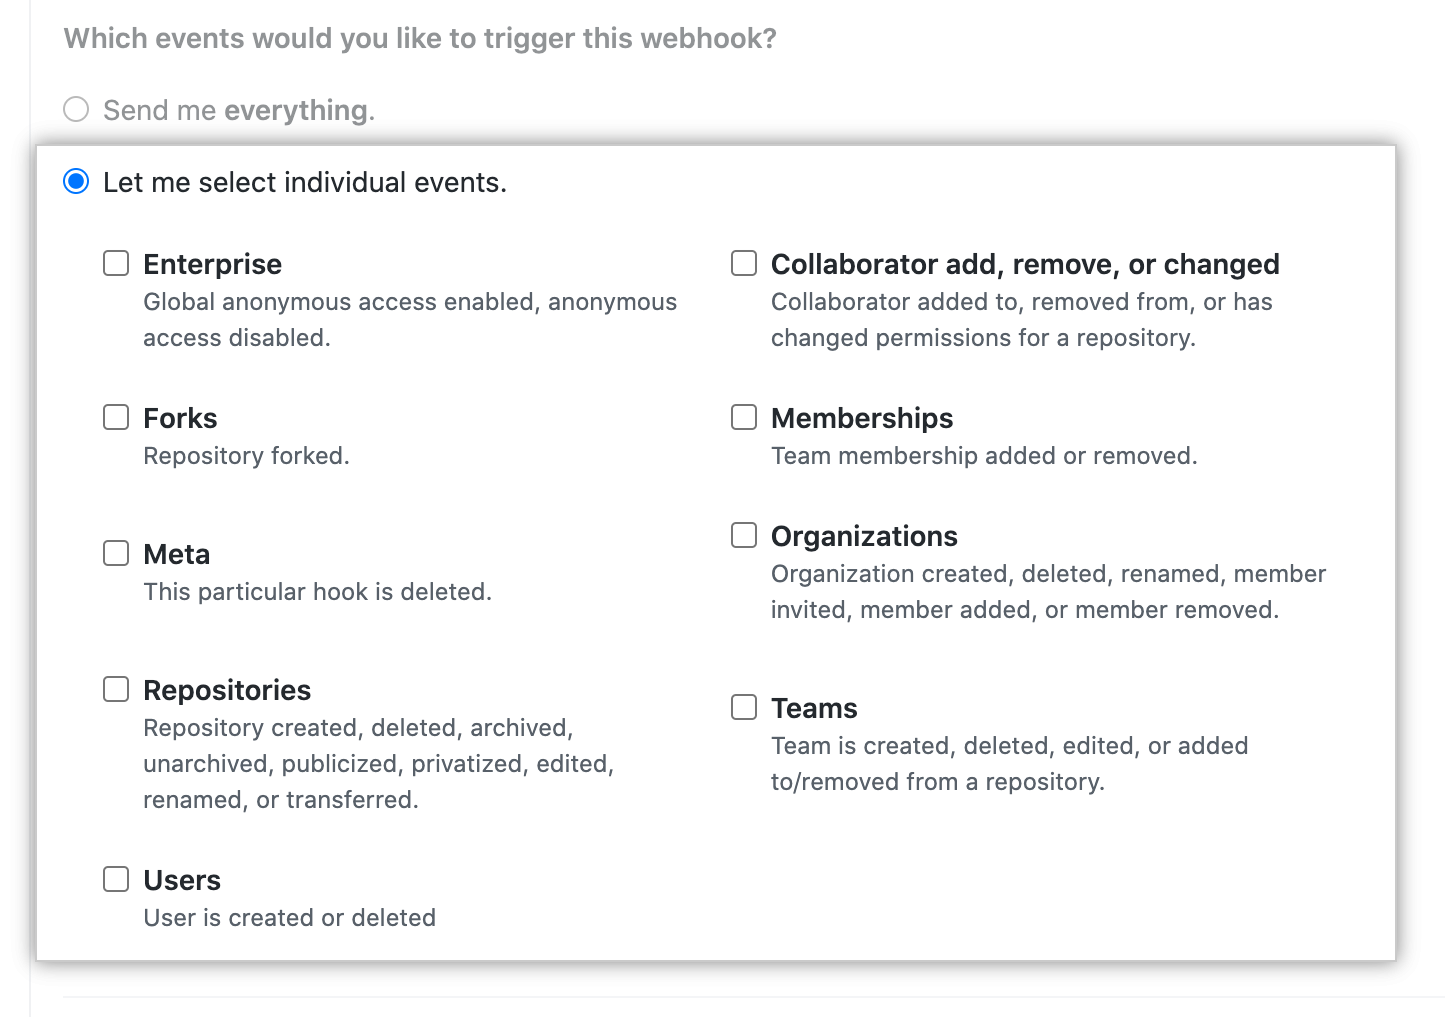 Which events would you like to trigger this webhook?
Send me everything.
Let me select individual events.
Enterprise
Global anonymous access enabled, anonymous
access disabled.
Collaborator add, remove, or changed
Collaborator added to, removed from, or has
changed permissions for a repository.
Forks
Repository forked.
Memberships
Team membership added or removed.
Meta
This particular hook is deleted.
Organizations
Organization created, deleted, renamed, member
invited, member added, or member removed.
Repositories
Repository created, deleted, archived,
unarchived, publicized, privatized, edited,
renamed, or transferred.
Teams
Team is created, deleted, edited, or added
to/removed from a repository.
Users
User is created or deleted